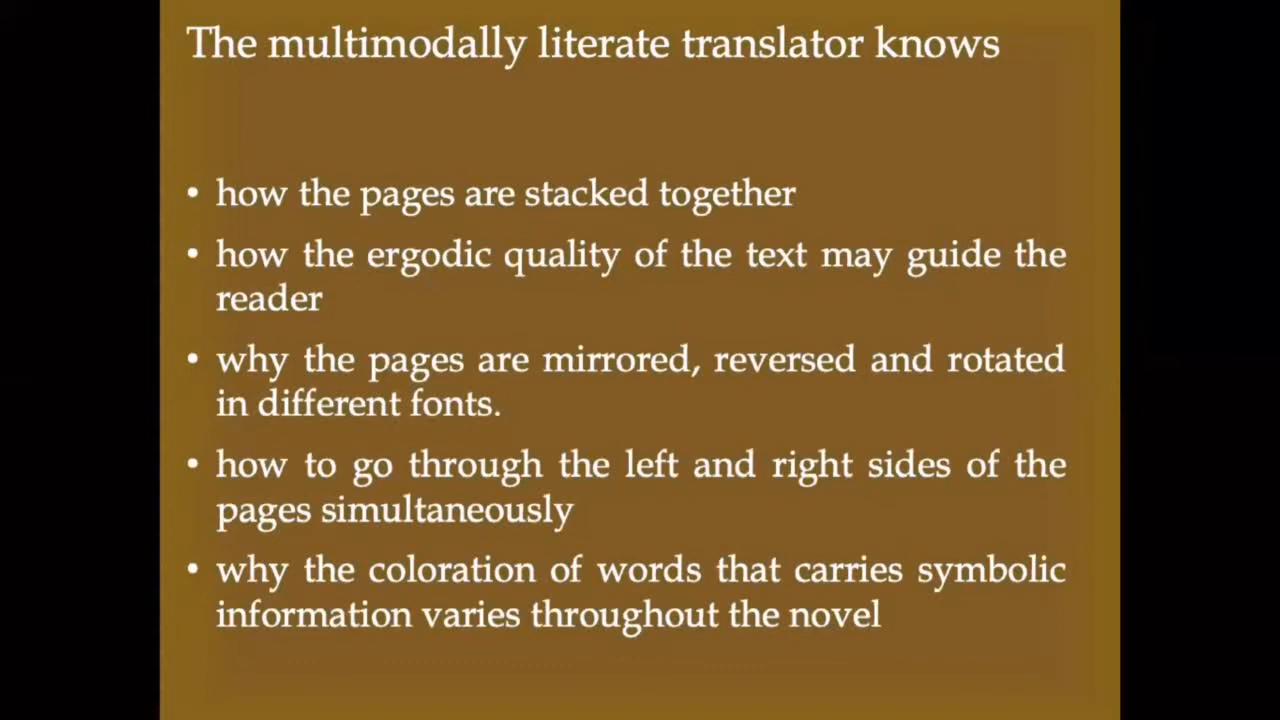 The multimodally literate translator knows
• how the pages are stacked together
• how the ergodic quality of the text may guide the
reader
• why the pages are mirrored, reversed and rotated
in different fonts.
• how to go through the left and right sides of the
pages simultaneously
• why the coloration of words that carries symbolic
information varies throughout the novel